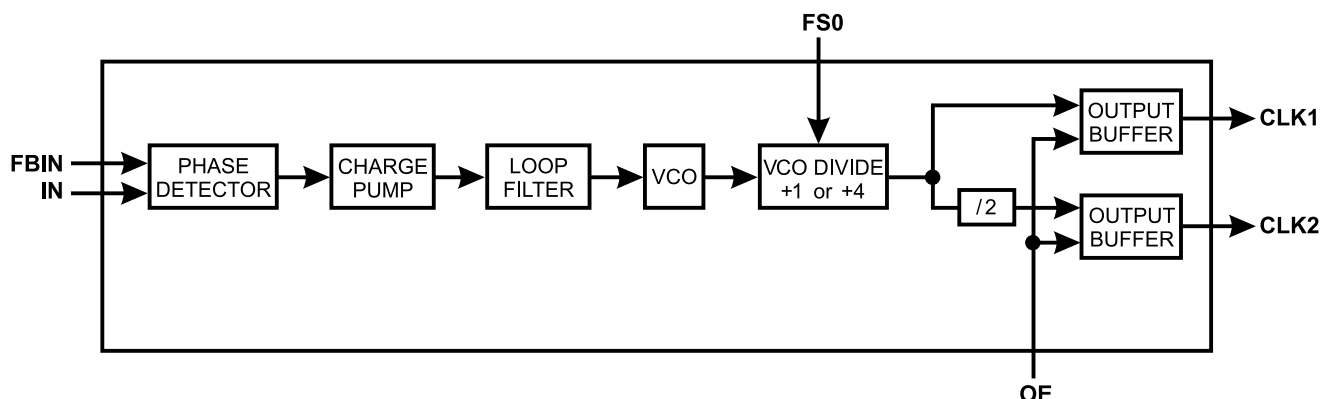 FS0
OUTPUT
BUFFER
CLK1
FBIN
IN
PHASE
DETECTOR
CHARGE
PUMP
LOOP
FILTER
VCO
VCO DIVIDE
+1 or +4
/2
OUTPUT
BUFFER
CLK2